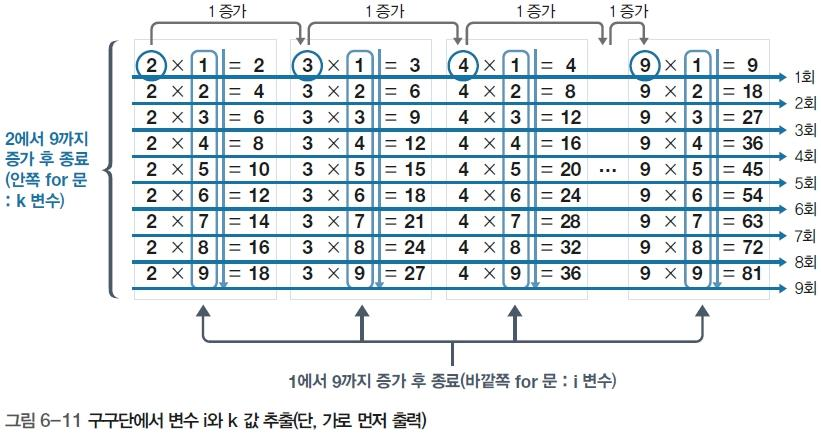 1 증가 1 증가 1 증가 1 증가
2 × 1 = 2 3 × 1 = 3 4 × 1 = 4 9 × 1 = 9 1회
2 × 2 = 4 3 × 2 = 6 4 × 2 = 8 9 × 2 = 18 2회
2 × 3 = 6 3 × 3 = 9 4 × 3 = 12 9 × 3 = 27 3회
2 × 4 = 8 3 × 4 = 12 4 × 4 = 16 9 × 4 = 36 4회
2 × 5 = 10 3 × 5 = 15 4 × 5 = 20 ··· 9 × 5 = 45 5회
2 × 6 = 12 3 × 6 = 18 4 × 6 = 24 9 × 6 = 54 6회
2 × 7 = 14 3 × 7 = 21 4 × 7 = 28 9 × 7 = 63 7회
2 × 8 = 16 3 × 8 = 24 4 × 8 = 32 9 × 8 = 72 8회
2 × 9 = 18 3 × 9 = 27 4 × 9 = 36 9 × 9 = 81 9회
2에서 9까지
증가 후 종료
(안쪽 for 문
: k 변수)
1에서 9까지 증가 후 종료(바깥쪽 for 문 : i 변수)
그림 6-11 구구단에서 변수 i와 k 값 추출(단, 가로 먼저 출력)